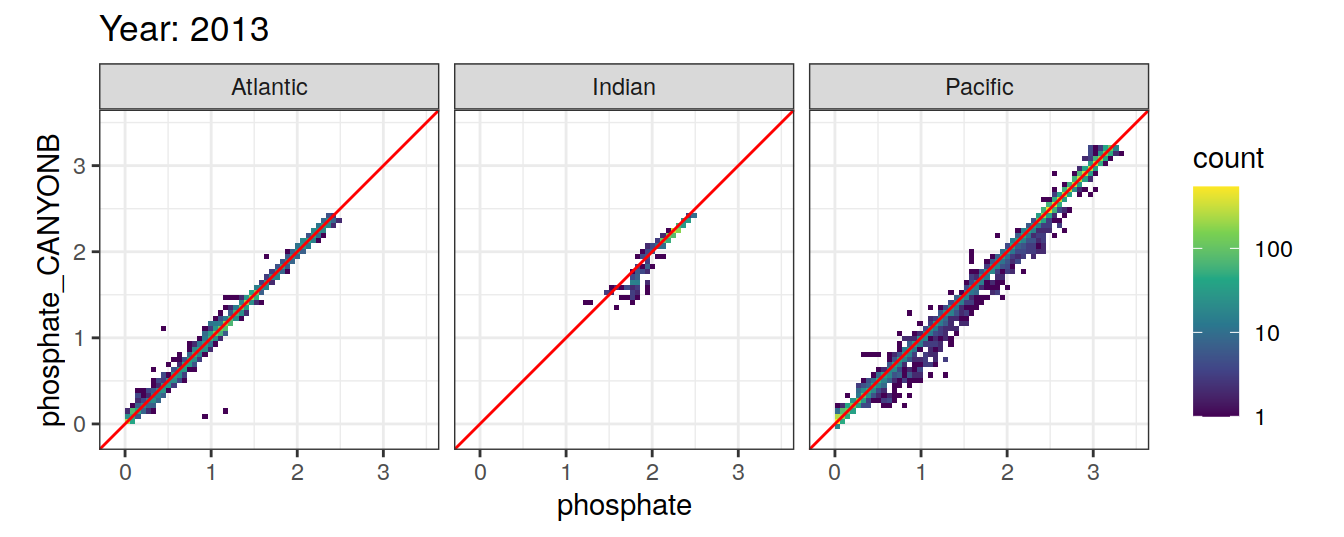 Year: 2013
Atlantic
Indian
Pacific
phosphate_CANYONB
3
2
1
0
0 1 2 3
0 1 2 3
0 1 2 3
phosphate
count
100
10
1